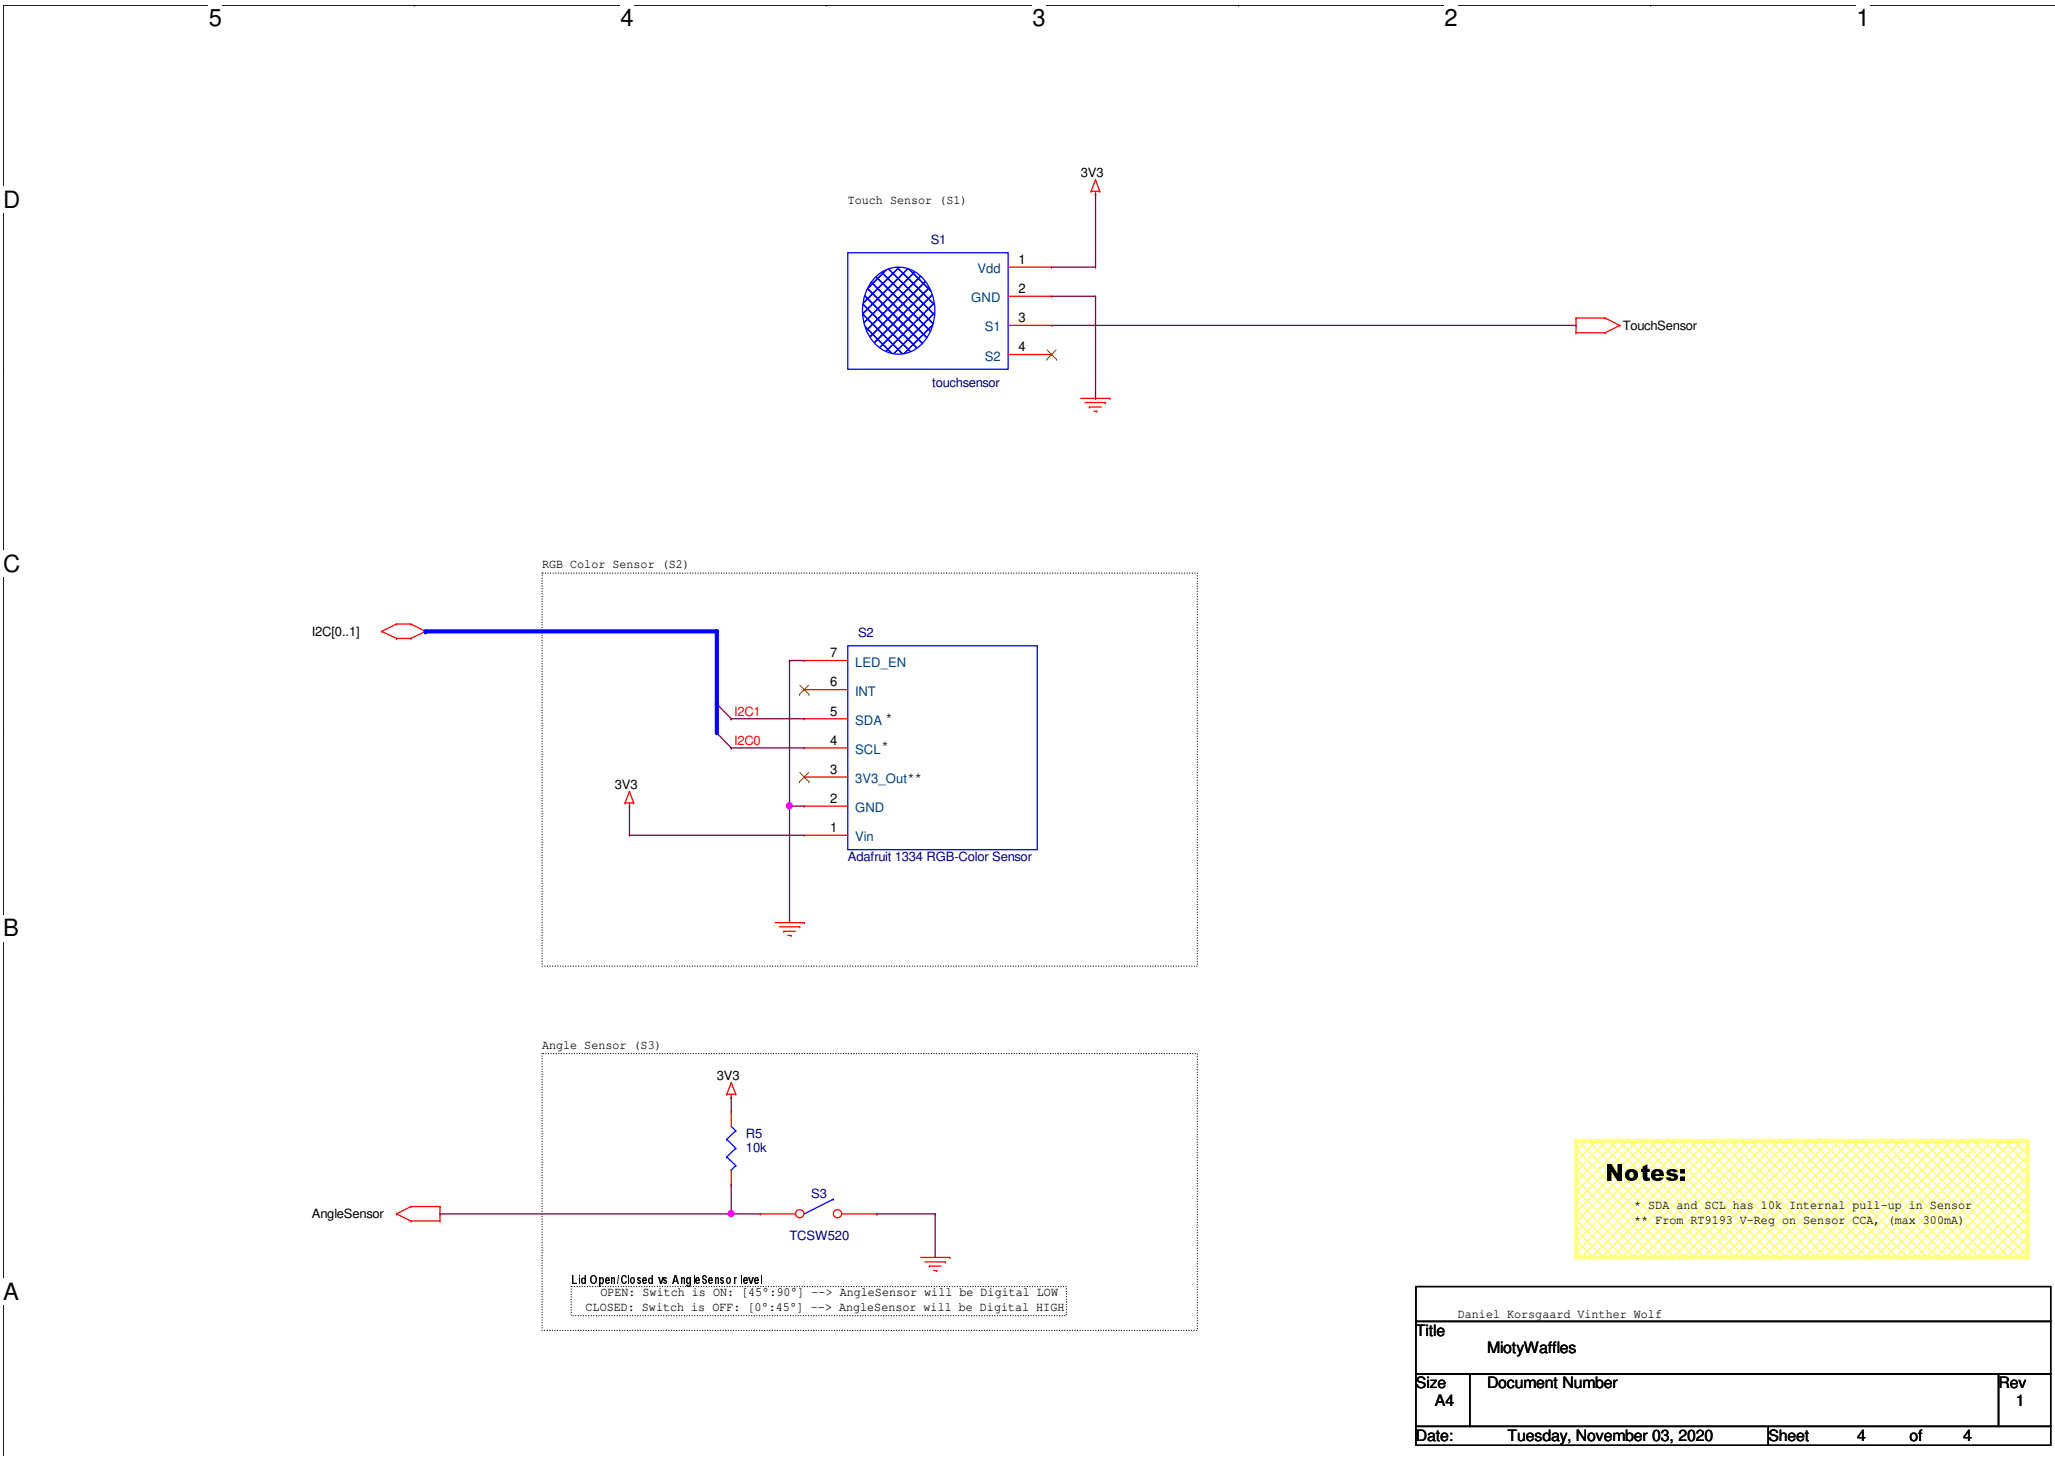 5 4 3 2 1
D
3V3
Touch Sensor (S1)
S1
1
Vdd
2
GND
3
S1
TouchSensor
4
S2
touchsensor
C
RGB Color Sensor (S2)
I2C[0..1]
S2
7
LED_EN
6
INT
I2C1
5
SDA *
I2C0
4
SCL*
3
3V3_Out**
3V3
2
GND
1
Vin
Adafruit 1334 RGB-Color Sensor
B
Angle Sensor (S3)
3V3
R5
10k
AngleSensor
S3
TCSW520
Lid Open/Closed vs AngleSensor level
OPEN: Switch is ON: [45°:90°] --> AngleSensor will be Digital LOW
CLOSED: Switch is OFF: [0°:45°] --> AngleSensor will be Digital HIGH
Notes:
* SDA and SCL has 10k Internal pull-up in Sensor
** From RT9193 V-Reg on Sensor CCA, (max 300mA)
A
Daniel Korsgaard Vinther Wolf
Title
MiotyWaffles
Size
A4
Document Number
Rev
1
Date: Tuesday, November 03, 2020 Sheet 4 of 4